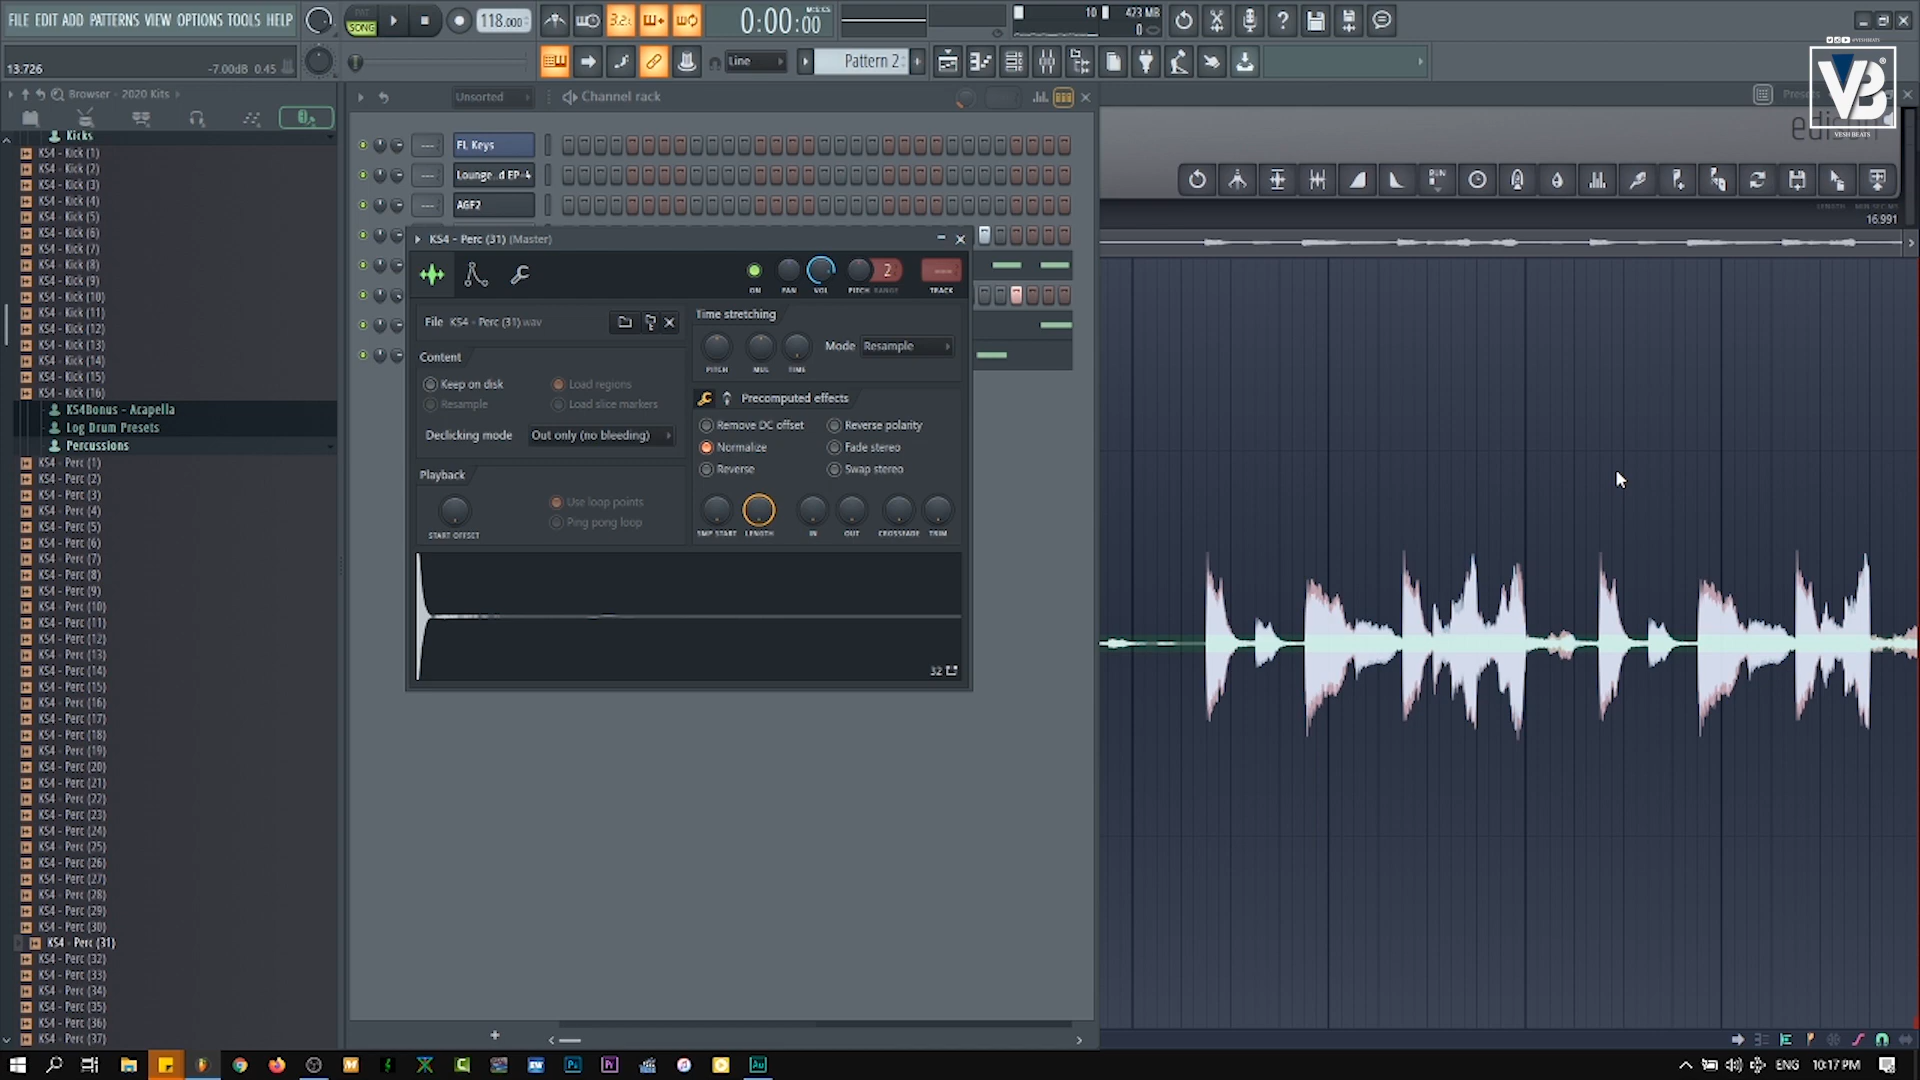 FILE EDIT ADD PATTERNS VIEW OPTIONS TOOLS HELP
PAT
SONG
118.000
3.2.
0:00:00
M:S:CS
10
473 MB
0
13.726
-7.00dB 0.45
Line
Pattern 2
Browser - 2020 Kits
Unsorted
Channel rack
Kicks
KS4 - Kick (1)
KS4 - Kick (2)
KS4 - Kick (3)
KS4 - Kick (4)
KS4 - Kick (5)
KS4 - Kick (6)
KS4 - Kick (7)
KS4 - Kick (8)
KS4 - Kick (9)
KS4 - Kick (10)
KS4 - Kick (11)
KS4 - Kick (12)
KS4 - Kick (13)
KS4 - Kick (14)
KS4 - Kick (15)
KS4 - Kick (16)
KS4Bonus - Acapella
Log Drum Presets
Percussions
KS4 - Perc (1)
KS4 - Perc (2)
KS4 - Perc (3)
KS4 - Perc (4)
KS4 - Perc (5)
KS4 - Perc (6)
KS4 - Perc (7)
KS4 - Perc (8)
KS4 - Perc (9)
KS4 - Perc (10)
KS4 - Perc (11)
KS4 - Perc (12)
KS4 - Perc (13)
KS4 - Perc (14)
KS4 - Perc (15)
KS4 - Perc (16)
KS4 - Perc (17)
KS4 - Perc (18)
KS4 - Perc (19)
KS4 - Perc (20)
KS4 - Perc (21)
KS4 - Perc (22)
KS4 - Perc (23)
KS4 - Perc (24)
KS4 - Perc (25)
KS4 - Perc (26)
KS4 - Perc (27)
KS4 - Perc (28)
KS4 - Perc (29)
KS4 - Perc (30)
KS4 - Perc (31)
KS4 - Perc (32)
KS4 - Perc (33)
KS4 - Perc (34)
KS4 - Perc (35)
KS4 - Perc (36)
KS4 - Perc (37)
FL Keys
Lounge..d EP-4
AGF2
KS4 - Perc (31) (Master)
ON
PAN
VOL
PITCH
2
RANGE
TRACK
File KS4 - Perc (31).wav
Content
Keep on disk
Resample
Load regions
Load slice markers
Declicking mode
Out only (no bleeding)
Playback
START OFFSET
Use loop points
Ping pong loop
Time stretching
PITCH
MUL
TIME
Mode
Resample
Precomputed effects
Remove DC offset
Normalize
Reverse
Reverse polarity
Fade stereo
Swap stereo
SMP START
LENGTH
IN
OUT
CROSSFADE
TRIM
32
VB
VESH BEATS
RUN
LENGTH
16.991
ENG
10:17 PM